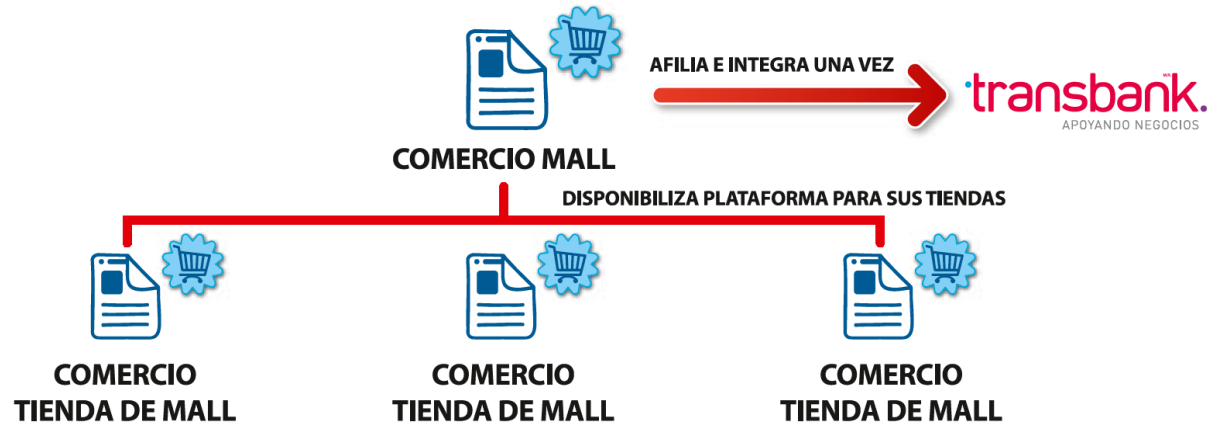 AFILIA E INTEGRA UNA VEZ
transbank.
APOYANDO NEGOCIOS
COMERCIO MALL
DISPONIBILIZA PLATAFORMA PARA SUS TIENDAS
COMERCIO
TIENDA DE MALL
COMERCIO
TIENDA DE MALL
COMERCIO
TIENDA DE MALL